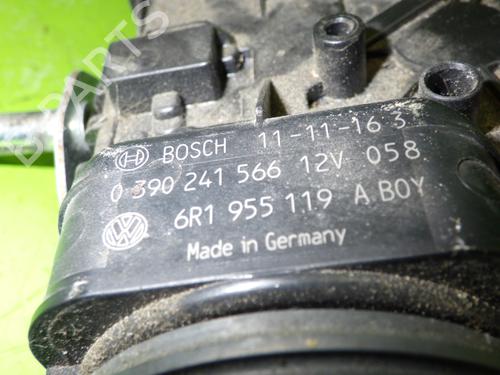 BOSCH 11-11-16 3
0 390 241 566 12V 058
6R1 955 119 A BOY
Made in Germany